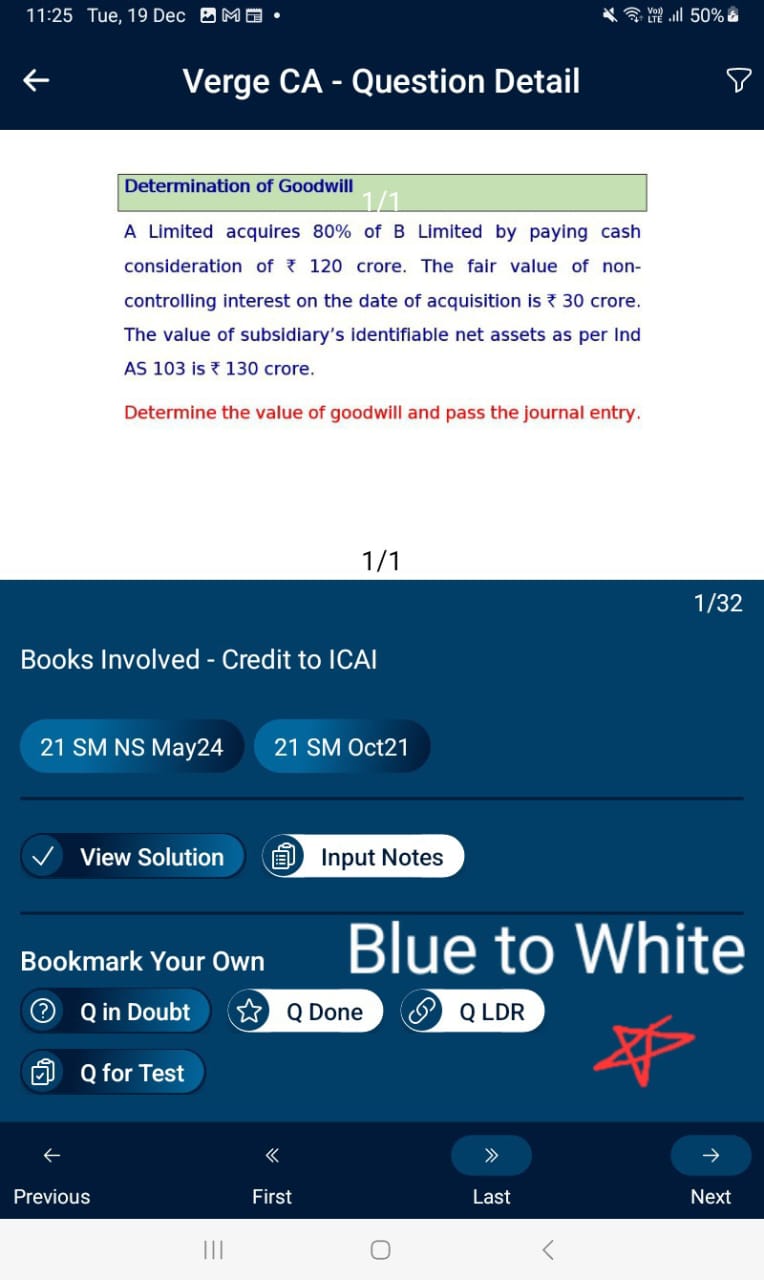 11:25 Tue, 19 Dec M • Vo)) LTE 50%
Verge CA - Question Detail
Determination of Goodwill
1/1
A Limited acquires 80% of B Limited by paying cash
consideration of ₹ 120 crore. The fair value of non-
controlling interest on the date of acquisition is ₹ 30 crore.
The value of subsidiary's identifiable net assets as per Ind
AS 103 is ₹ 130 crore.
Determine the value of goodwill and pass the journal entry.
1/1
1/32
Books Involved - Credit to ICAI
21 SM NS May24 21 SM Oct21
View Solution Input Notes
Blue to White
Bookmark Your Own
Q in Doubt Q Done Q LDR
Q for Test
Previous First Last Next